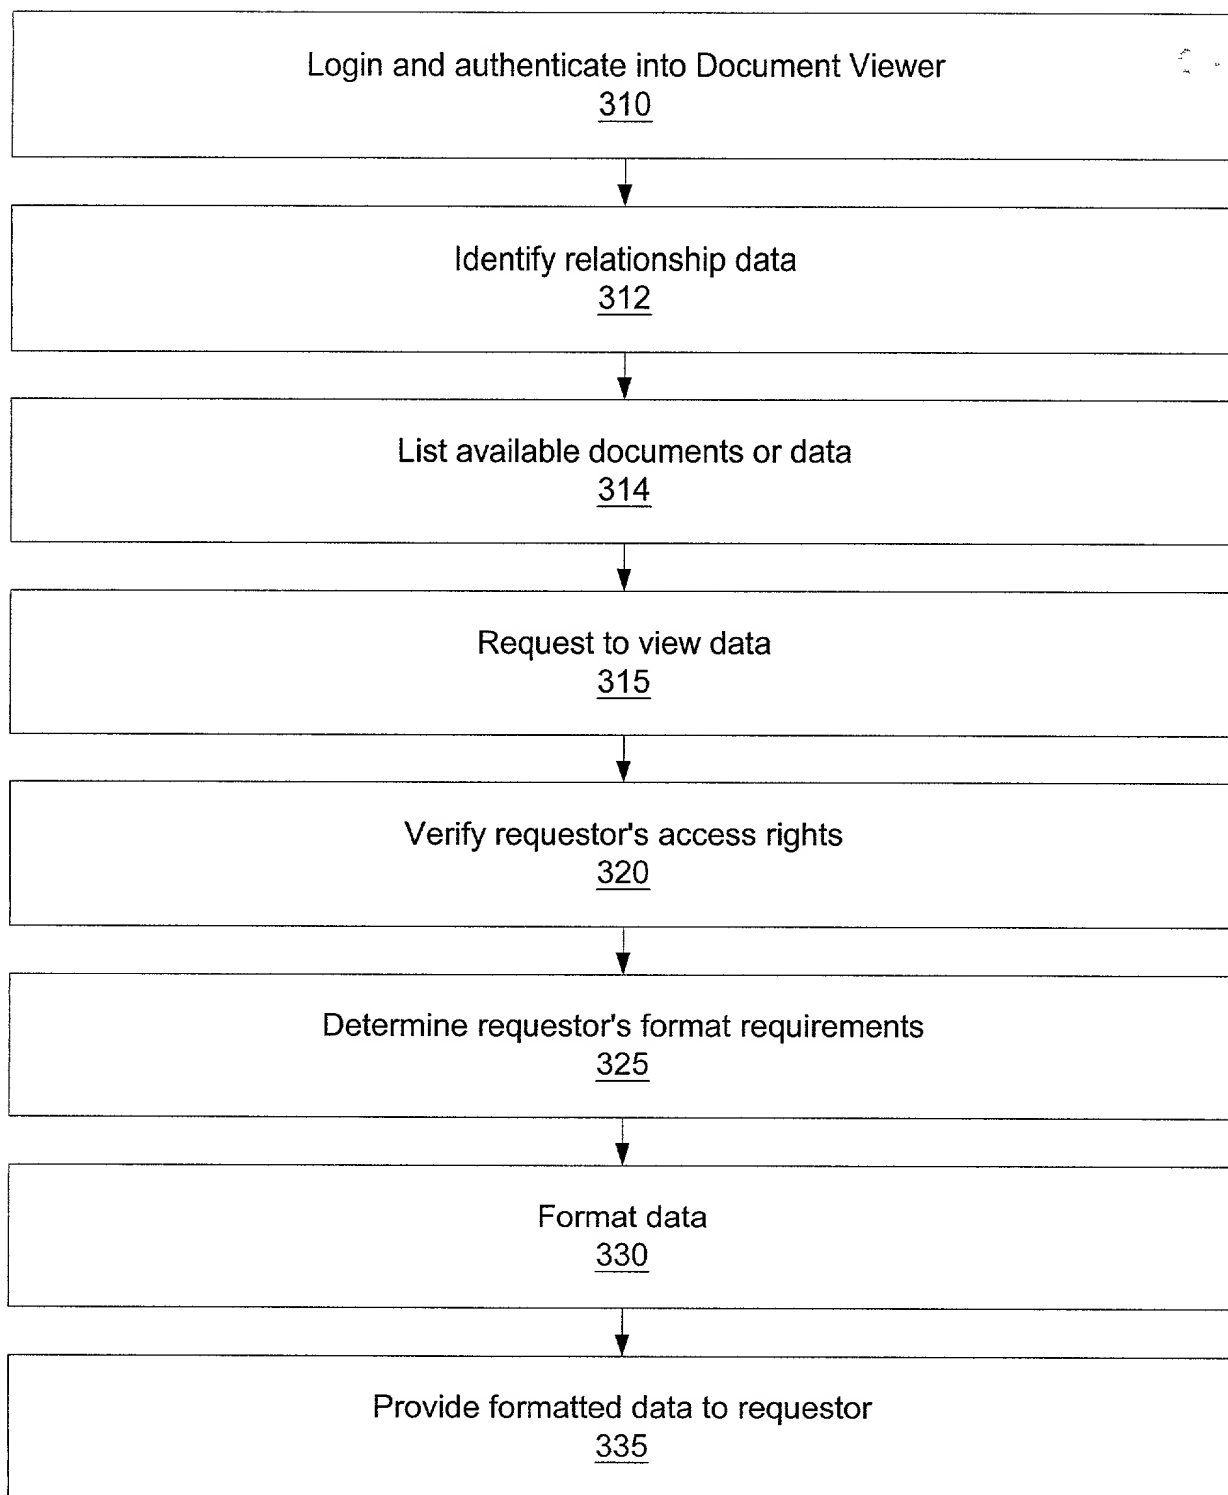 Login and authenticate into Document Viewer
310
Identify relationship data
312
List available documents or data
314
Request to view data
315
Verify requestor's access rights
320
Determine requestor's format requirements
325
Format data
330
Provide formatted data to requestor
335